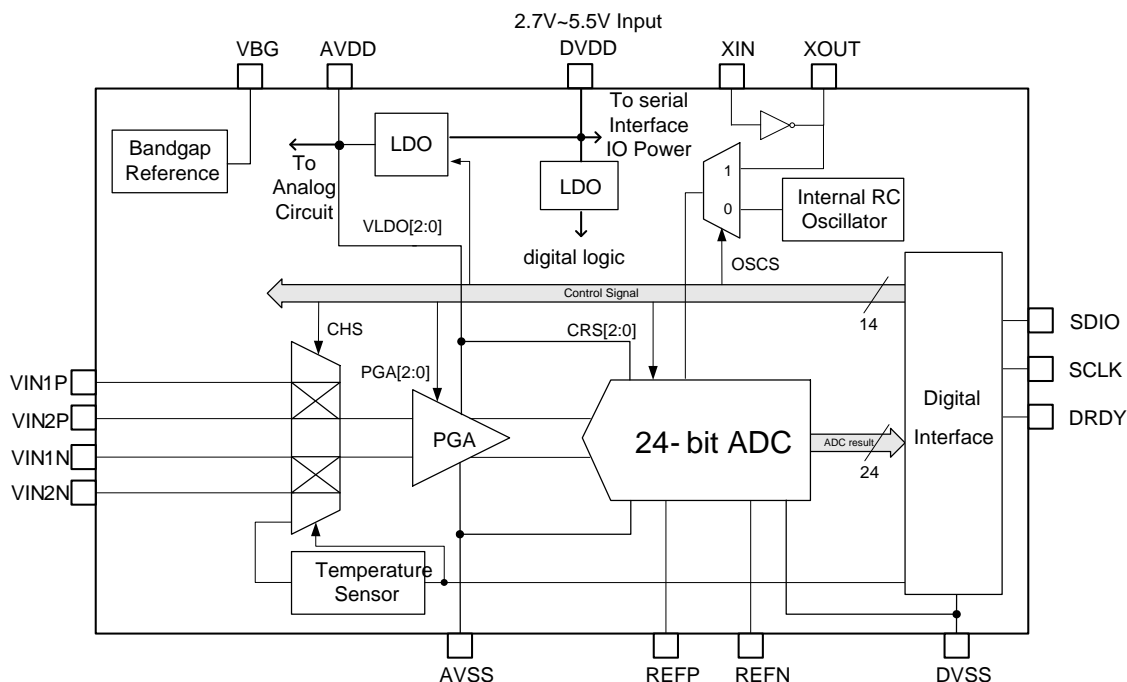 2.7V~5.5V Input
VBG
AVDD
DVDD
XIN
XOUT
To serial
Interface
IO Power
Bandgap
Reference
To
Analog
Circuit
LDO
LDO
1
0
Internal RC
Oscillator
VLDO[2:0]
digital logic
OSCS
Control Signal
14
CHS
CRS[2:0]
PGA[2:0]
SDIO
SCLK
DRDY
VIN1P
VIN2P
VIN1N
VIN2N
PGA
24- bit ADC
ADC result
24
Digital
Interface
Temperature
Sensor
AVSS
REFP
REFN
DVSS